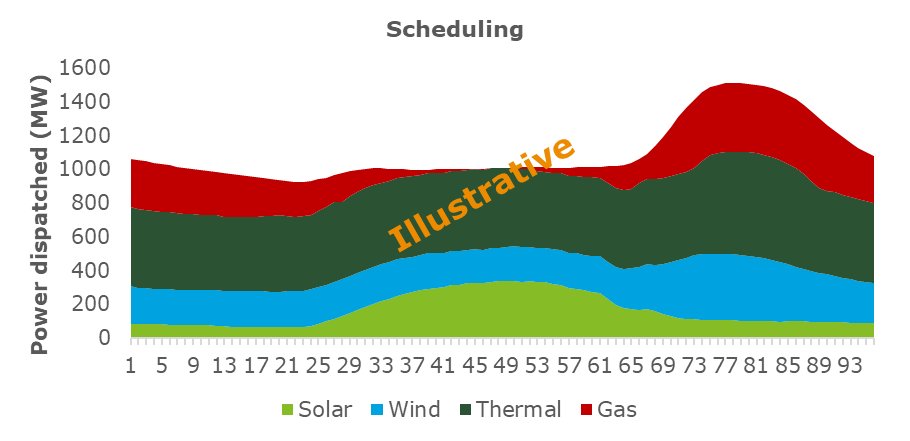 Scheduling
Power dispatched (MW)
1600
1400
1200
1000
800
600
400
200
0
Illustrative
1 5 9 13 17 21 25 29 33 37 41 45 49 53 57 61 65 69 73 77 81 85 89 93
Solar Wind Thermal Gas